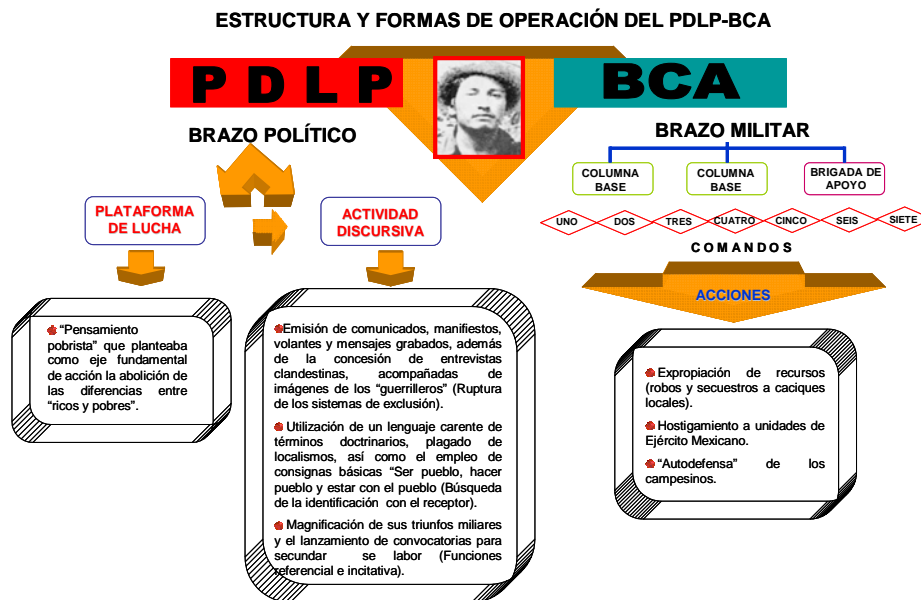 ESTRUCTURA Y FORMAS DE OPERACIÓN DEL PDLP-BCA
P D L P
BCA
BRAZO POLÍTICO
BRAZO MILITAR
COLUMNA
BASE
COLUMNA
BASE
BRIGADA DE
APOYO
PLATAFORMA
DE LUCHA
ACTIVIDAD
DISCURSIVA
UNO DOS TRES CUATRO CINCO SEIS SIETE
C O M A N D O S
ACCIONES
"Pensamiento
pobrista" que planteaba
como eje fundamental
de acción la abolición de
las diferencias entre
"ricos y pobres".
Emisión de comunicados, manifiestos,
volantes y mensajes grabados, además
de la concesión de entrevistas
clandestinas, acompañadas de
imágenes de los "guerrilleros" (Ruptura
de los sistemas de exclusión).
Utilización de un lenguaje carente de
términos doctrinarios, plagado de
localismos, así como el empleo de
consignas básicas "Ser pueblo, hacer
pueblo y estar con el pueblo (Búsqueda
de la identificación con el receptor).
Magnificación de sus triunfos miliares
y el lanzamiento de convocatorias para
secundar se labor (Funciones
referencial e incitativa).
Expropiación de recursos
(robos y secuestros a caciques
locales).
Hostigamiento a unidades de
Ejército Mexicano.
"Autodefensa" de los
campesinos.